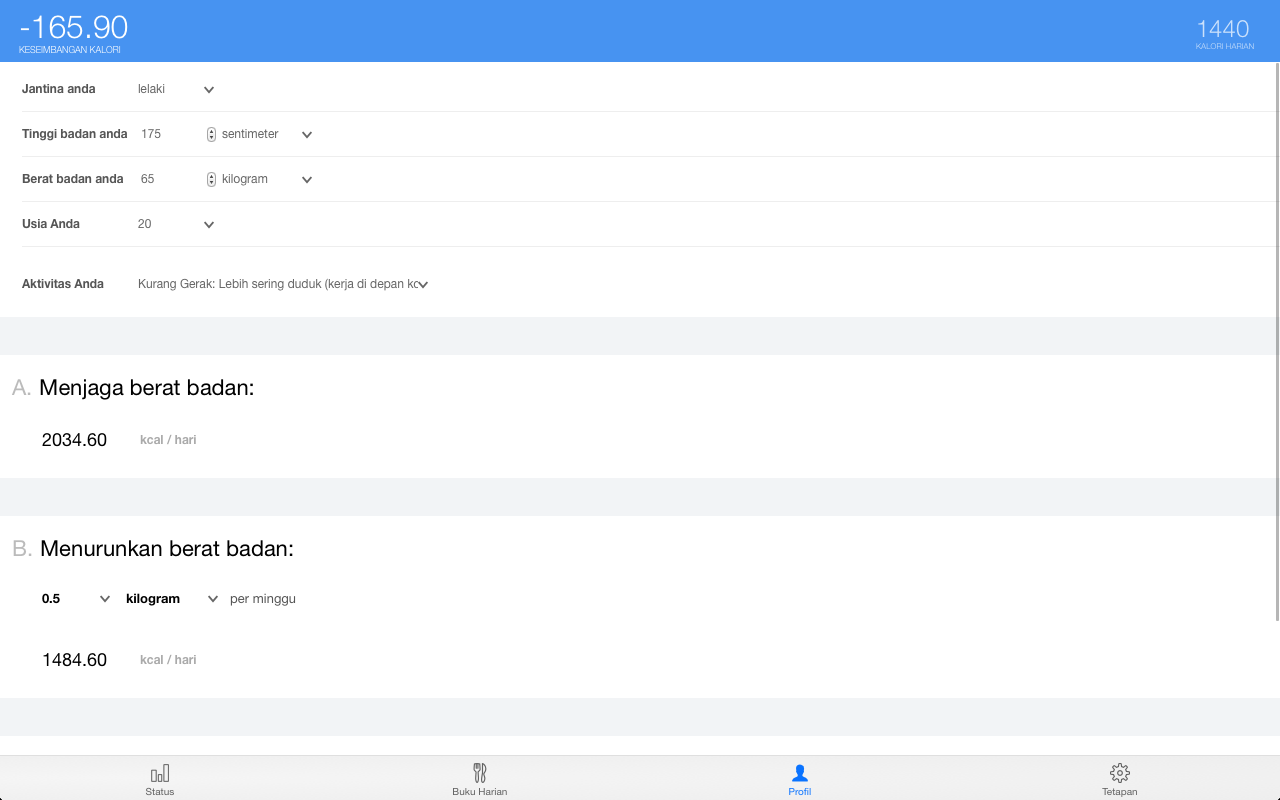 -165.90
KESEIMBANGAN KALORI
1440
KALORI HARIAN
Jantina anda lelaki
Tinggi badan anda 175 sentimeter
Berat badan anda 65 kilogram
Usia Anda 20
Aktivitas Anda Kurang Gerak: Lebih sering duduk (kerja di depan
A. Menjaga berat badan:
2034.60 kcal / hari
B. Menurunkan berat badan:
0.5 kilogram per minggu
1484.60 kcal / hari
Status Buku Harian Profil Tetapan